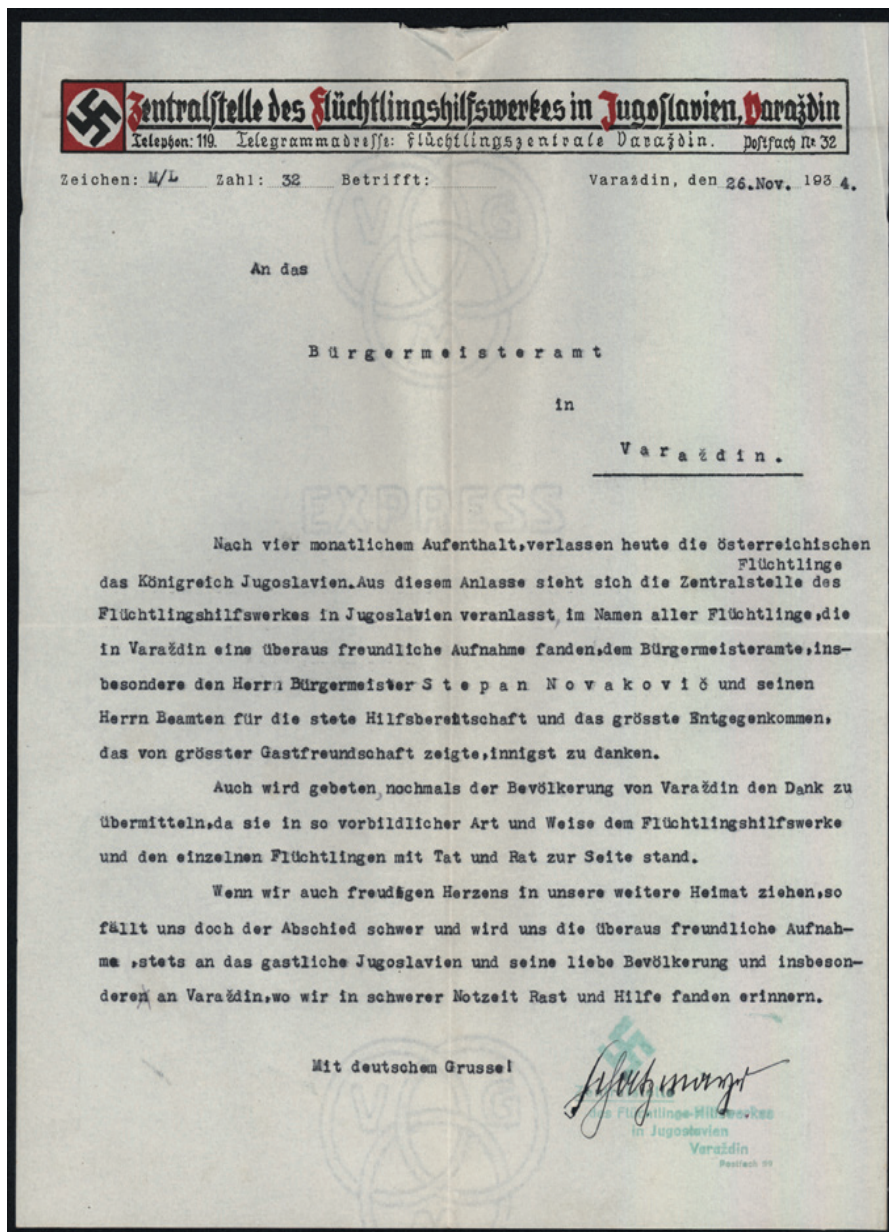 Zentralstelle des Flüchtlingshilfswerkes in Jugoslavien, Varaždin
Telephon: 119. Telegrammadresse: Flüchtlingszentrale Varaždin. Postfach Nr. 32
Zeichen: M/L Zahl: 32 Betrifft: Varaždin, den 26.Nov. 1934.
V G
M
An das
Bürgermeisteramt
in
Varaždin.
EXPRESS
Nach vier monatlichem Aufenthalt,verlassen heute die österreichischen
Flüchtlinge
das Königreich Jugoslavien.Aus diesem Anlasse sieht sich die Zentralstelle des
Flüchtlingshilfswerkes in Jugoslavien veranlasst, im Namen aller Flüchtlinge,die
in Varaždin eine überaus freundliche Aufnahme fanden,dem Bürgermeisteramte,ins-
besondere den Herrn Bürgermeister Stepan Novakovič und seinen
Herrn Beamten für die stete Hilfsbereitschaft und das grösste Entgegenkommen,
das von grösster Gastfreundschaft zeigte,innigst zu danken.
Auch wird gebeten,nochmals der Bevölkerung von Varaždin den Dank zu
übermitteln,da sie in so vorbildlicher Art und Weise dem Flüchtlingshilfswerke
und den einzelnen Flüchtlingen mit Tat und Rat zur Seite stand.
Wenn wir auch freudigen Herzens in unsere weitere Heimat ziehen,so
fällt uns doch der Abschied schwer und wird uns die überaus freundliche Aufnah-
me ,stets an das gastliche Jugoslavien und seine liebe Bevölkerung und insbeson-
dere an Varaždin,wo wir in schwerer Notzeit Rast und Hilfe fanden erinnern.
Mit deutschem Grusse!
Schatzmayr
des Flüchtlings-Hilfswerkes
in Jugoslavien
Varaždin
V G
M